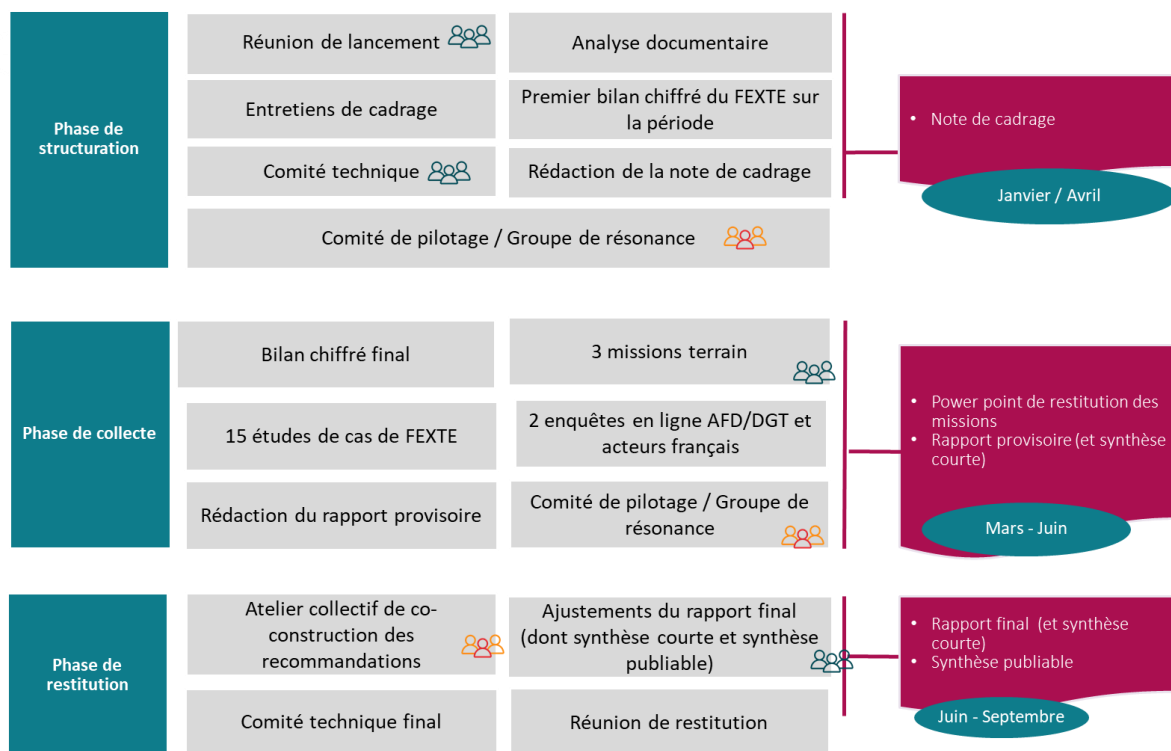 Phase de
structuration
Réunion de lancement
Analyse documentaire
Entretiens de cadrage
Premier bilan chiffré du FEXTE sur
la période
Comité technique
Rédaction de la note de cadrage
Comité de pilotage / Groupe de résonance
• Note de cadrage
Janvier / Avril
Phase de collecte
Bilan chiffré final
3 missions terrain
15 études de cas de FEXTE
2 enquêtes en ligne AFD/DGT et
acteurs français
Rédaction du rapport provisoire
Comité de pilotage / Groupe de
résonance
• Power point de restitution des
missions
• Rapport provisoire (et synthèse
courte)
Mars - Juin
Phase de
restitution
Atelier collectif de co-
construction des
recommandations
Ajustements du rapport final
(dont synthèse courte et synthèse
publiable)
Comité technique final
Réunion de restitution
• Rapport final (et synthèse
courte)
• Synthèse publiable
Juin - Septembre